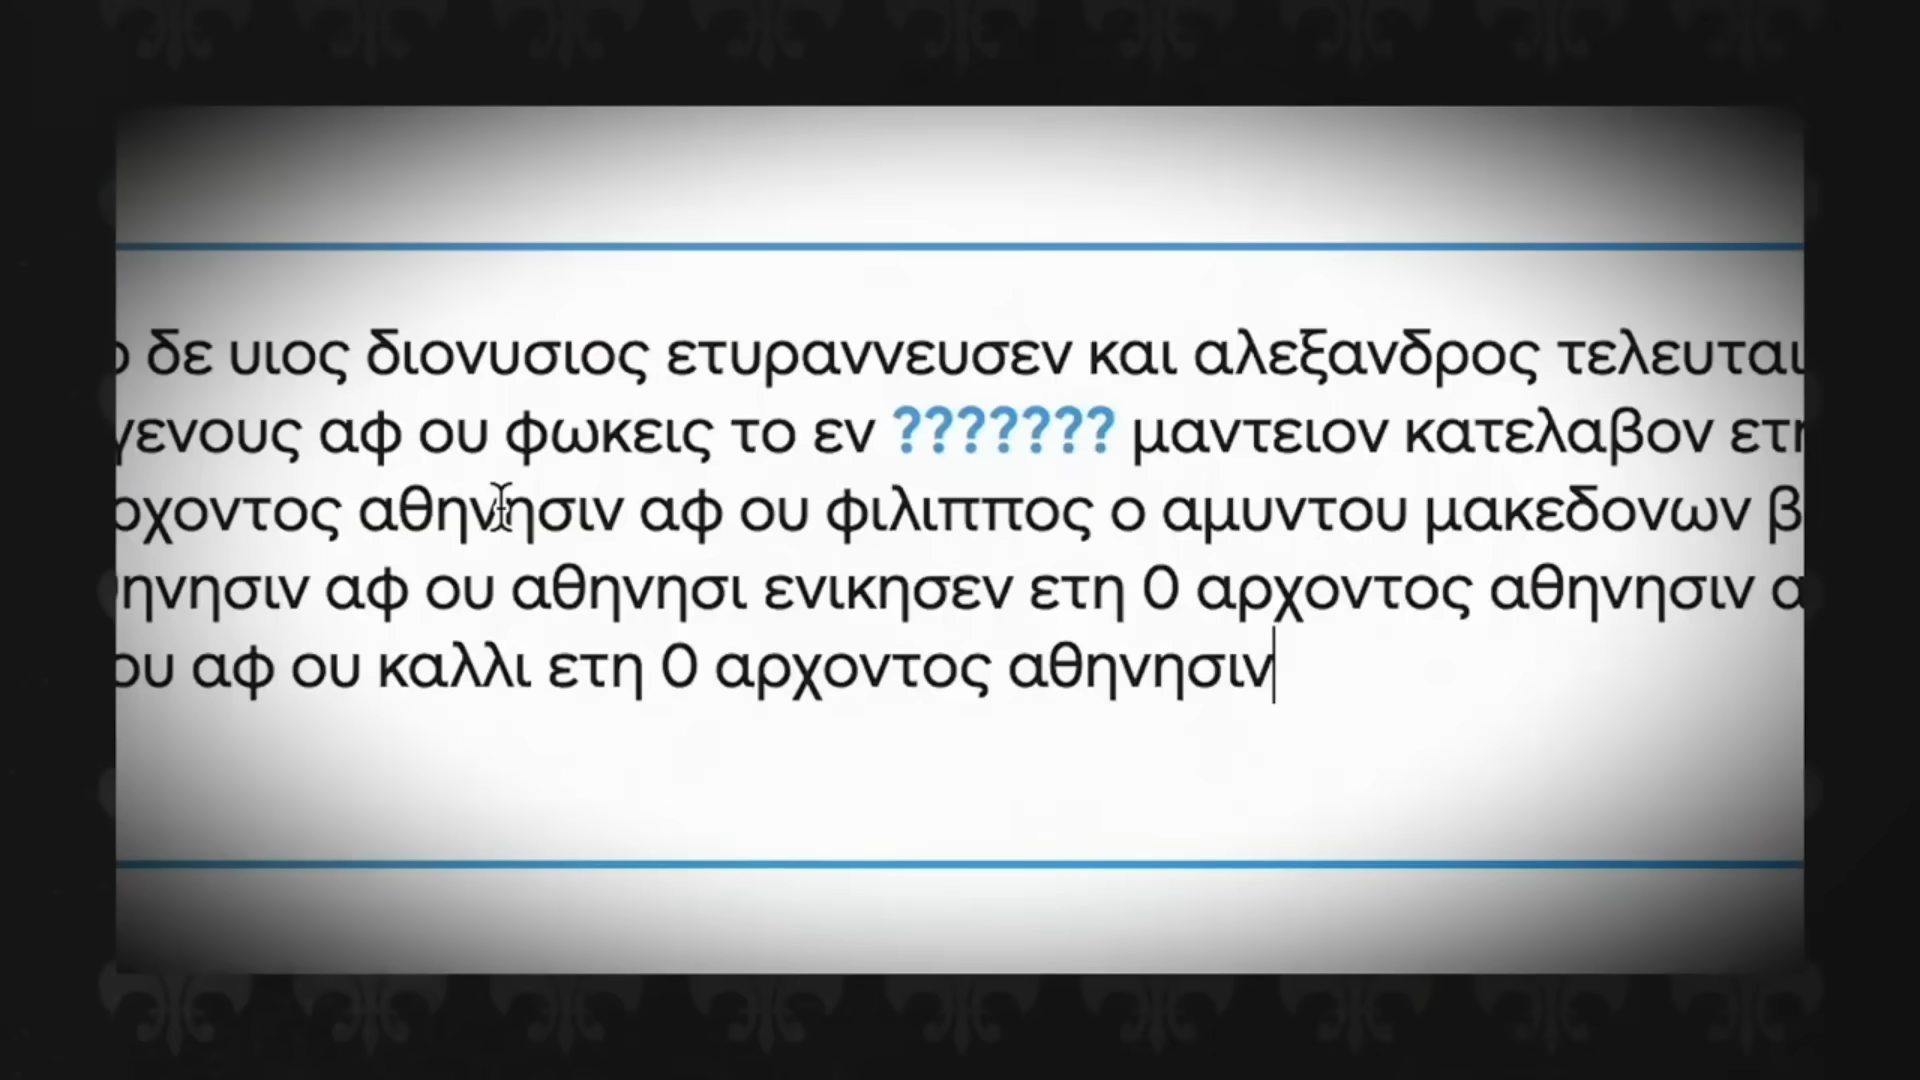 ο δε υιος διονυσιος ετυραννευσεν και αλεξανδρος τελευται
γενους αφ ου φωκεις το εν ??????? μαντειον κατελαβον ετη
ρχοντος αθηνησιν αφ ου φιλιππος ο αμυντου μακεδονων β
ηνησιν αφ ου αθηνησι ενικησεν ετη 0 αρχοντος αθηνησιν α
ου αφ ου καλλι ετη 0 αρχοντος αθηνησιν